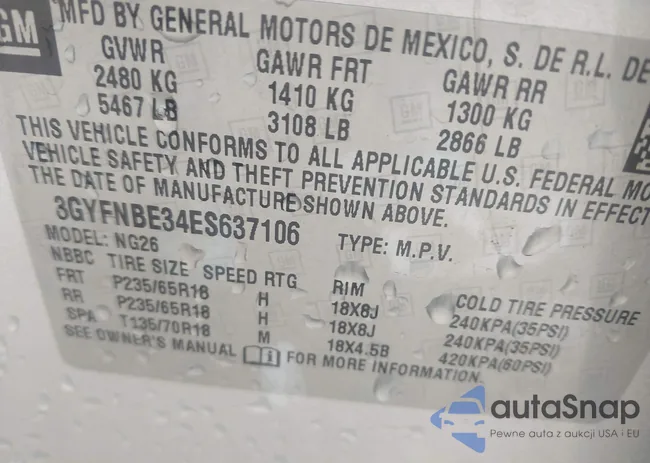 GM
MFD BY GENERAL MOTORS DE MEXICO, S. DE R.L. DE
GVWR GAWR FRT GAWR RR
2480 KG 1410 KG 1300 KG
5467 LB 3108 LB 2866 LB
THIS VEHICLE CONFORMS TO ALL APPLICABLE U.S. FEDERAL MO
VEHICLE SAFETY AND THEFT PREVENTION STANDARDS IN EFFECT
THE DATE OF MANUFACTURE SHOWN ABOVE.
3GYFNBE34ES637106 TYPE: M.P.V.
MODEL: NG26
NBBC TIRE SIZE SPEED RTG RIM COLD TIRE PRESSURE
FRT P235/65R18 H 18X8J 240KPA(35PSI)
RR P235/65R18 H 18X8J 240KPA(35PSI)
SPA T135/70R18 M 18X4.5B 420KPA(60PSI)
SEE OWNER'S MANUAL FOR MORE INFORMATION.
autaSnap
Pewne auta z aukcji USA i EU